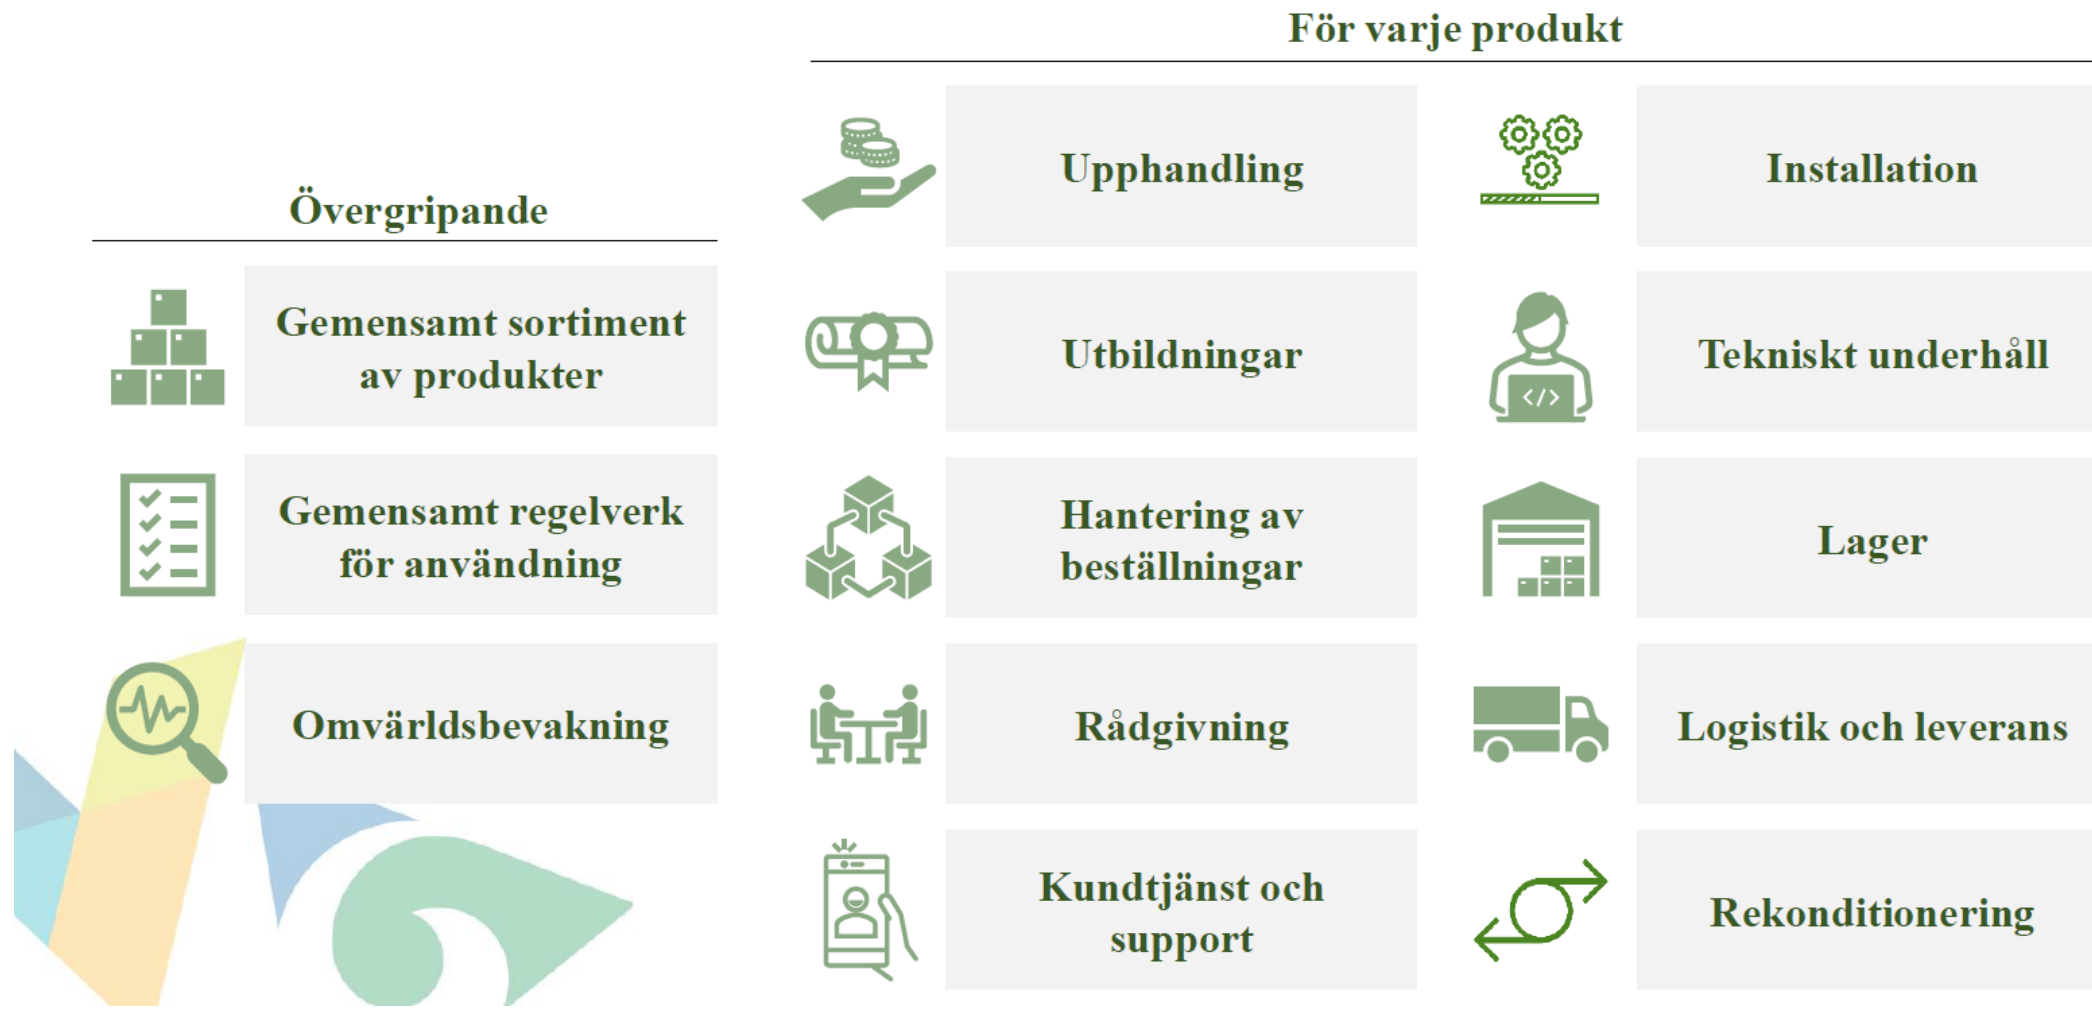 Övergripande
Gemensamt sortiment
av produkter
Gemensamt regelverk
för användning
Omvärldsbevakning
För varje produkt
Upphandling
Utbildningar
Hantering av
beställningar
Rådgivning
Kundtjänst och
support
Installation
Tekniskt underhåll
</>
Lager
Logistik och leverans
Rekonditionering